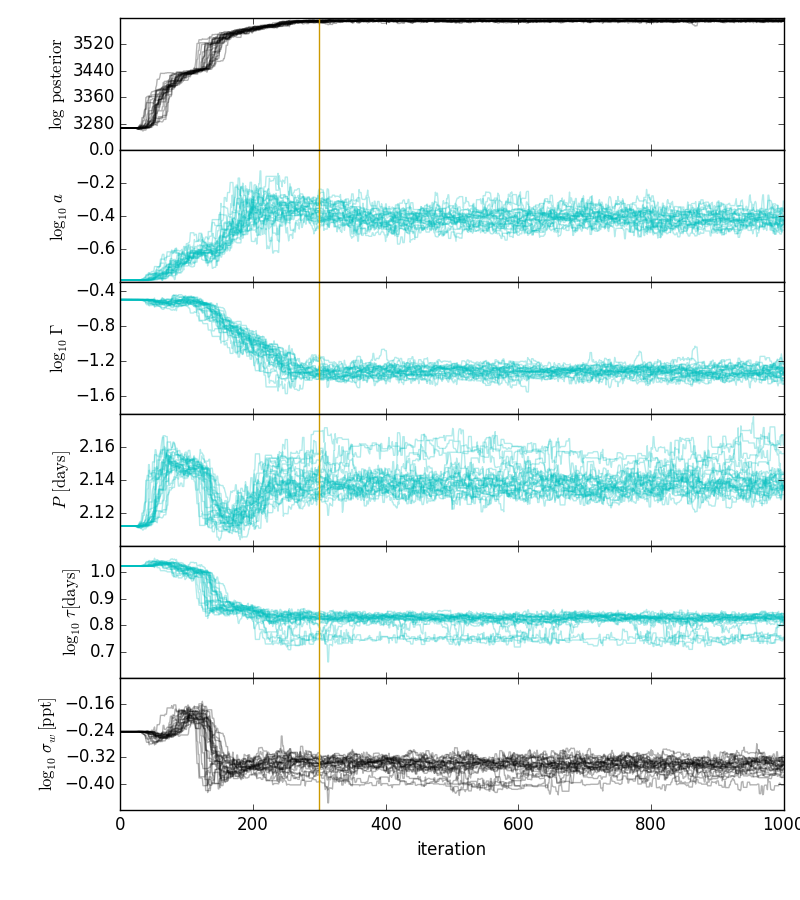 log posterior
3520
3440
3360
3280
log₁₀ a
0.0
−0.2
−0.4
−0.6
log₁₀ Γ
−0.4
−0.8
−1.2
−1.6
P [days]
2.16
2.14
2.12
log₁₀ τ[days]
1.0
0.9
0.8
0.7
log₁₀ σ_w [ppt]
−0.16
−0.24
−0.32
−0.40
0 200 400 600 800 1000
iteration